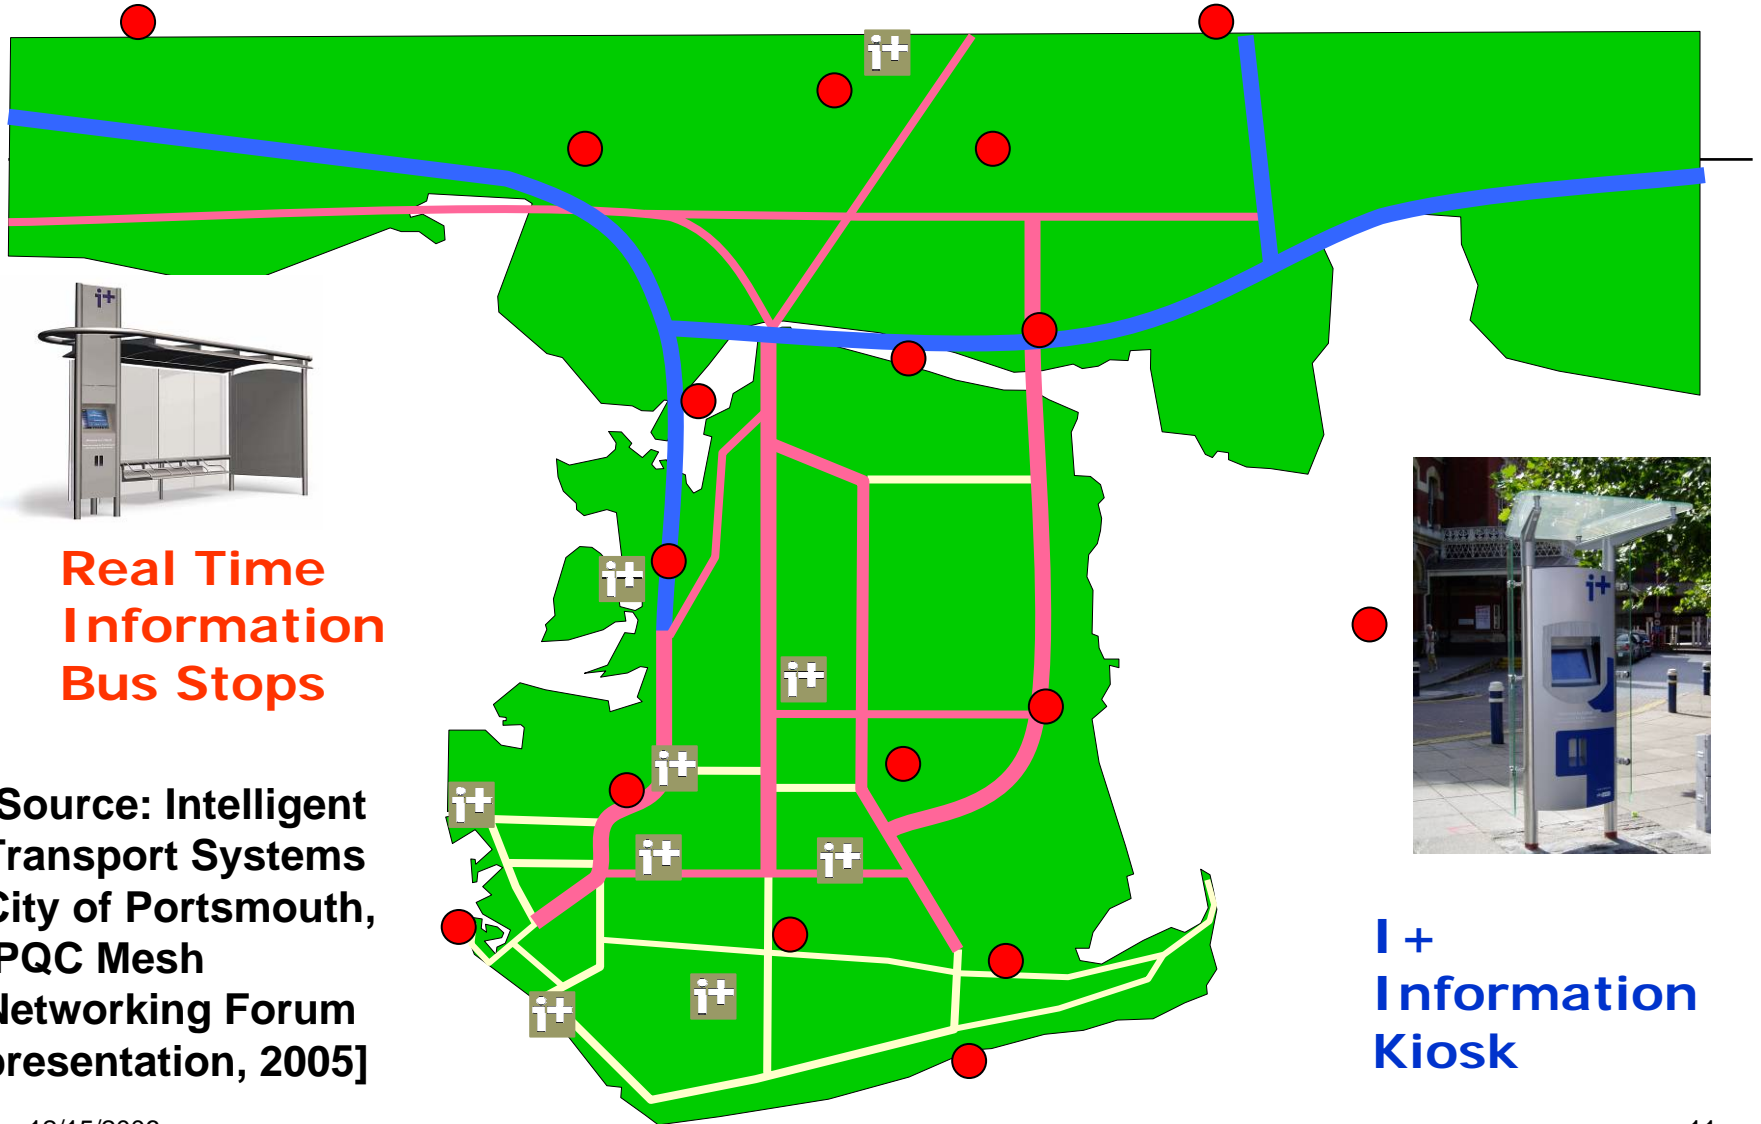 i+
i+
Real Time
Information
Bus Stops
i+
i+
i+
i+
i+
i+
i+
i+
i+
Source: Intelligent
Transport Systems
City of Portsmouth,
PQC Mesh
Networking Forum
presentation, 2005]
I +
Information
Kiosk